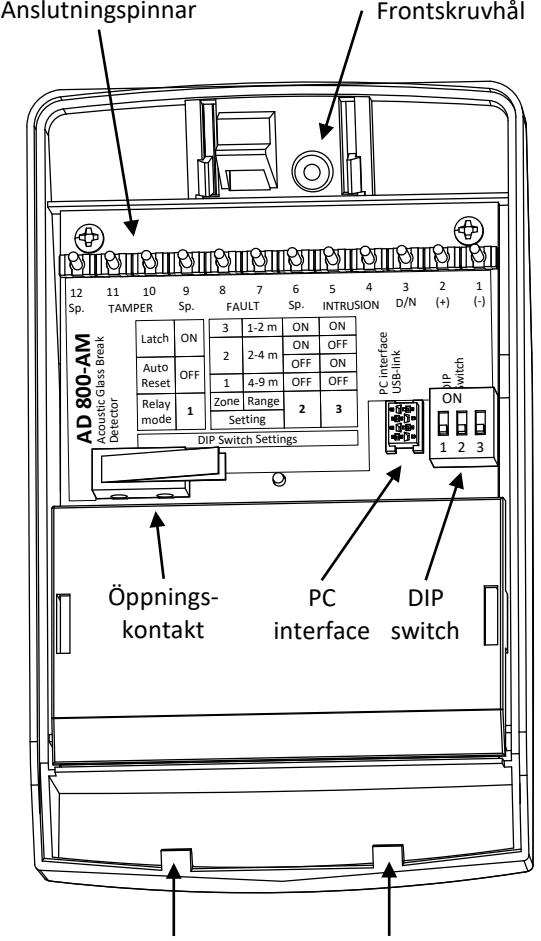 Anslutningspinnar
Frontskruvhål
12 11 10 9 8 7 6 5 4 3 2 1
Sp. TAMPER Sp. FAULT Sp. INTRUSION D/N (+) (-)
AD 800-AM
Acoustic Glass Break
Detector
Latch ON
Auto
Reset
OFF
Relay
mode
1
3 1-2 m ON ON
2 2-4 m ON OFF
OFF ON
1 4-9 m OFF OFF
Zone Range
Setting
2 3
DIP Switch Settings
PC interface
USB-link
DIP
Switch
ON
1 2 3
Öppnings-
kontakt
PC
interface
DIP
switch